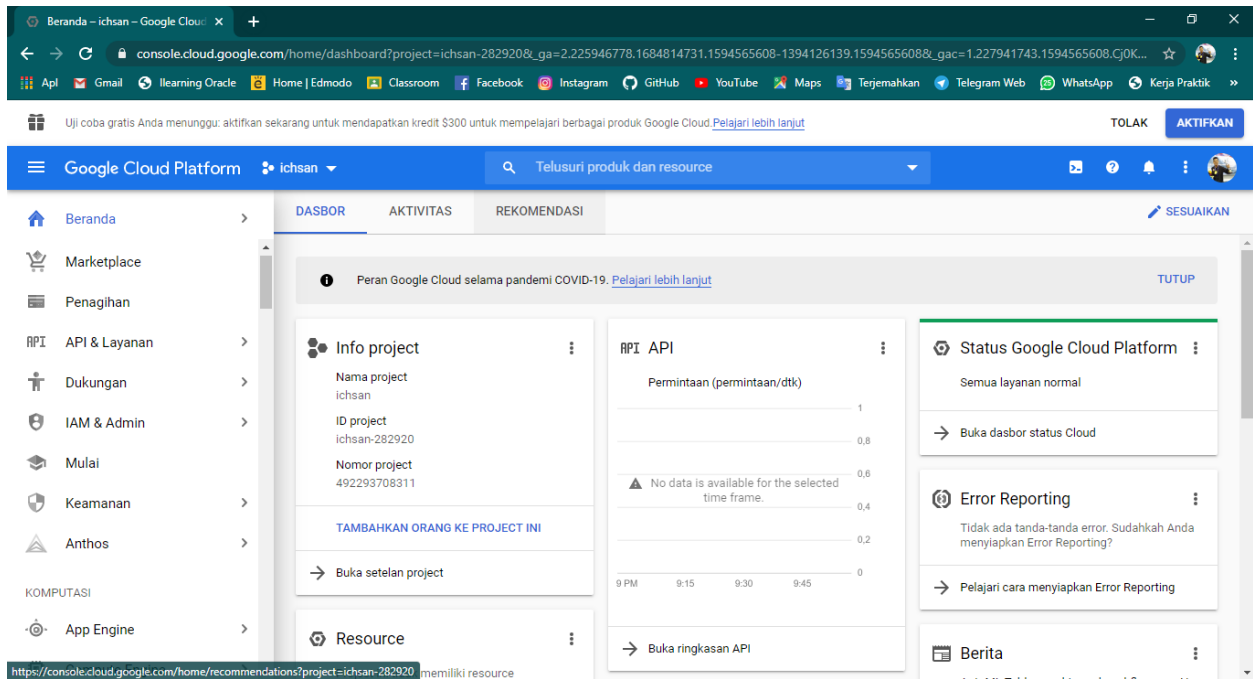 Beranda – ichsan – Google Cloud
console.cloud.google.com/home/dashboard?project=ichsan-282920&_ga=2.225946778.1684814731.1594565608-1394126139.1594565608&_gac=1.227941743.1594565608.Cj0K...
Apl Gmail Ilearning Oracle Home | Edmodo Classroom Facebook Instagram GitHub YouTube Maps Terjemahkan Telegram Web WhatsApp Kerja Praktik »
Uji coba gratis Anda menunggu: aktifkan sekarang untuk mendapatkan kredit $300 untuk mempelajari berbagai produk Google Cloud.Pelajari lebih lanjut
TOLAK
AKTIFKAN
Google Cloud Platform
ichsan
Telusuri produk dan resource
Beranda
Marketplace
Penagihan
API API & Layanan
Dukungan
IAM & Admin
Mulai
Keamanan
Anthos
KOMPUTASI
App Engine
https://console.cloud.google.com/home/recommendations?project=ichsan-282920
DASBOR
AKTIVITAS
REKOMENDASI
SESUAIKAN
Peran Google Cloud selama pandemi COVID-19. Pelajari lebih lanjut
TUTUP
Info project
Nama project
ichsan
ID project
ichsan-282920
Nomor project
492293708311
TAMBAHKAN ORANG KE PROJECT INI
Buka setelan project
Resource
memiliki resource
API API
Permintaan (permintaan/dtk)
1
0,8
0,6
No data is available for the selected
time frame.
0,4
0,2
0
9 PM 9:15 9:30 9:45
Buka ringkasan API
Status Google Cloud Platform
Semua layanan normal
Buka dasbor status Cloud
Error Reporting
Tidak ada tanda-tanda error. Sudahkah Anda
menyiapkan Error Reporting?
Pelajari cara menyiapkan Error Reporting
Berita